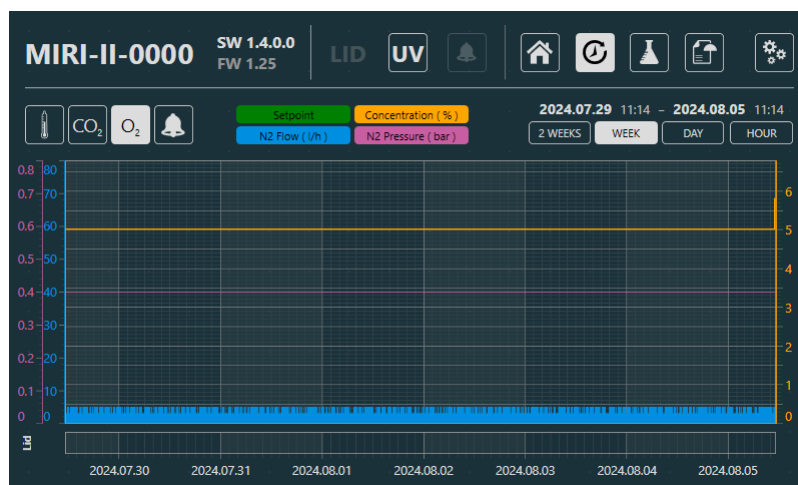 MIRI-II-0000 SW 1.4.0.0 LID UV
FW 1.25
CO₂ O₂ Setpoint Concentration ( % ) 2024.07.29 11:14 – 2024.08.05 11:14
N2 Flow ( l/h ) N2 Pressure ( bar ) 2 WEEKS WEEK DAY HOUR
0.8 80
0.7 70 6
0.6 60 5
0.5 50
0.4 40 4
0.3 30 3
0.2 20 2
0.1 10 1
0 0 0
Lid
2024.07.30 2024.07.31 2024.08.01 2024.08.02 2024.08.03 2024.08.04 2024.08.05